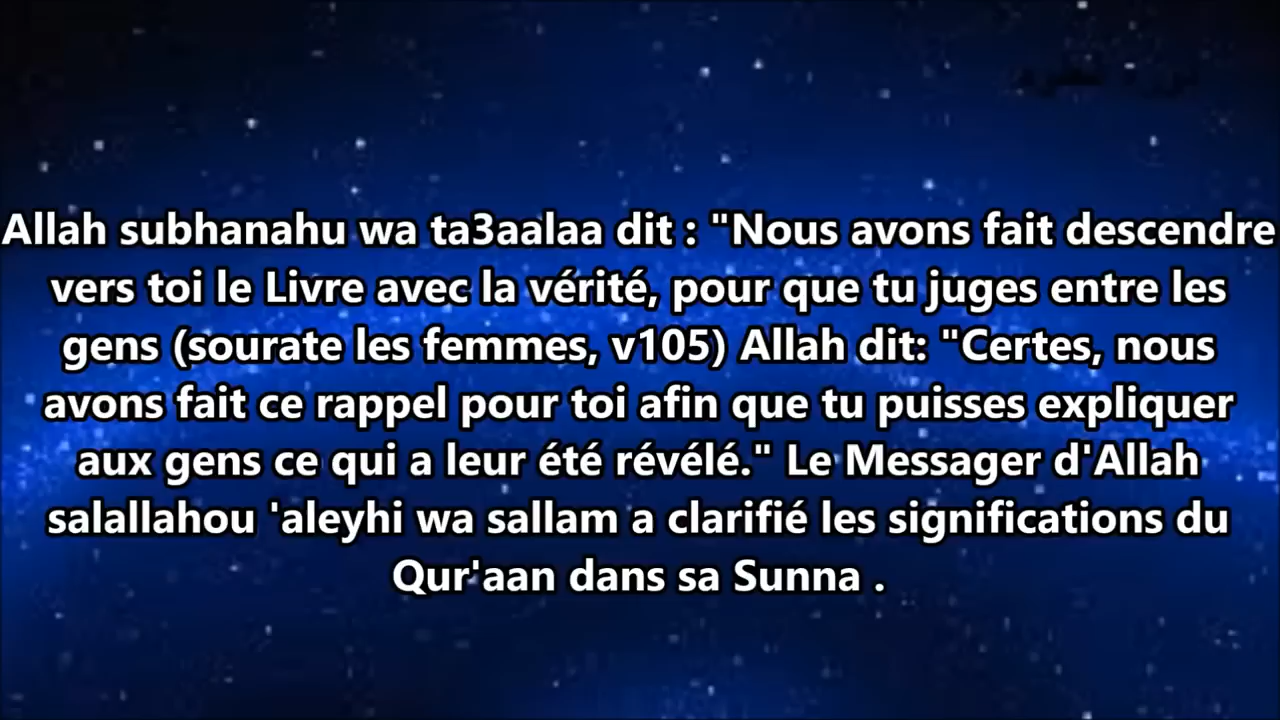 Allah subhanahu wa ta3aalaa dit : "Nous avons fait descendre
vers toi le Livre avec la vérité, pour que tu juges entre les
gens (sourate les femmes, v105) Allah dit: "Certes, nous
avons fait ce rappel pour toi afin que tu puisses expliquer
aux gens ce qui a leur été révélé." Le Messager d'Allah
salallahou 'aleyhi wa sallam a clarifié les significations du
Qur'aan dans sa Sunna .